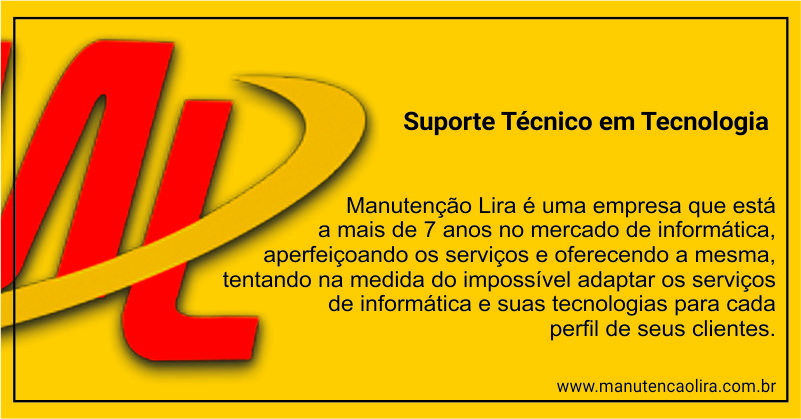 ML
Suporte Técnico em Tecnologia
Manutenção Lira é uma empresa que está
a mais de 7 anos no mercado de informática,
aperfeiçoando os serviços e oferecendo a mesma,
tentando na medida do impossível adaptar os serviços
de informática e suas tecnologias para cada
perfil de seus clientes.
www.manutencaolira.com.br